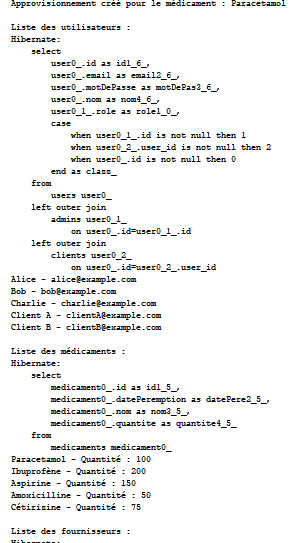 Approvisionnement créé pour le médicament : Paracetamol
Liste des utilisateurs :
Hibernate:
select
user0_.id as id1_6_,
user0_.email as email2_6_,
user0_.motDePasse as motDePas3_6_,
user0_.nom as nom4_6_,
user0_1_.role as role1_0_,
case
when user0_1_.id is not null then 1
when user0_2_.user_id is not null then 2
when user0_.id is not null then 0
end as clazz_
from
users user0_
left outer join
admins user0_1_
on user0_.id=user0_1_.id
left outer join
clients user0_2_
on user0_.id=user0_2_.user_id
Alice - alice@example.com
Bob - bob@example.com
Charlie - charlie@example.com
Client A - clientA@example.com
Client B - clientB@example.com
Liste des médicaments :
Hibernate:
select
medicament0_.id as id1_5_,
medicament0_.datePeremption as datePere2_5_,
medicament0_.nom as nom3_5_,
medicament0_.quantite as quantite4_5_
from
medicaments medicament0_
Paracetamol - Quantité : 100
Ibuprofène - Quantité : 200
Aspirine - Quantité : 150
Amoxicilline - Quantité : 50
Cétirisine - Quantité : 75
Liste des fournisseurs :
Hibernate: